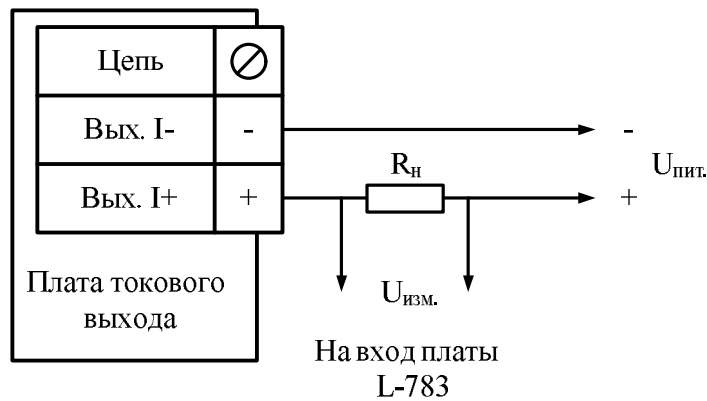 Цепь
Вых. I- -
Вых. I+ +
Rн
-
Uпит.
+
Плата токового
выхода
Uизм.
На вход платы
L-783